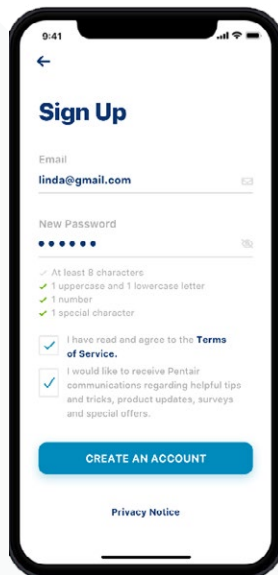 9:41
Sign Up
Email
linda@gmail.com
New Password
At least 8 characters
1 uppercase and 1 lowercase letter
1 number
1 special character
I have read and agree to the Terms
of Service.
I would like to receive Pentair
communications regarding helpful tips
and tricks, product updates, surveys
and special offers.
CREATE AN ACCOUNT
Privacy Notice